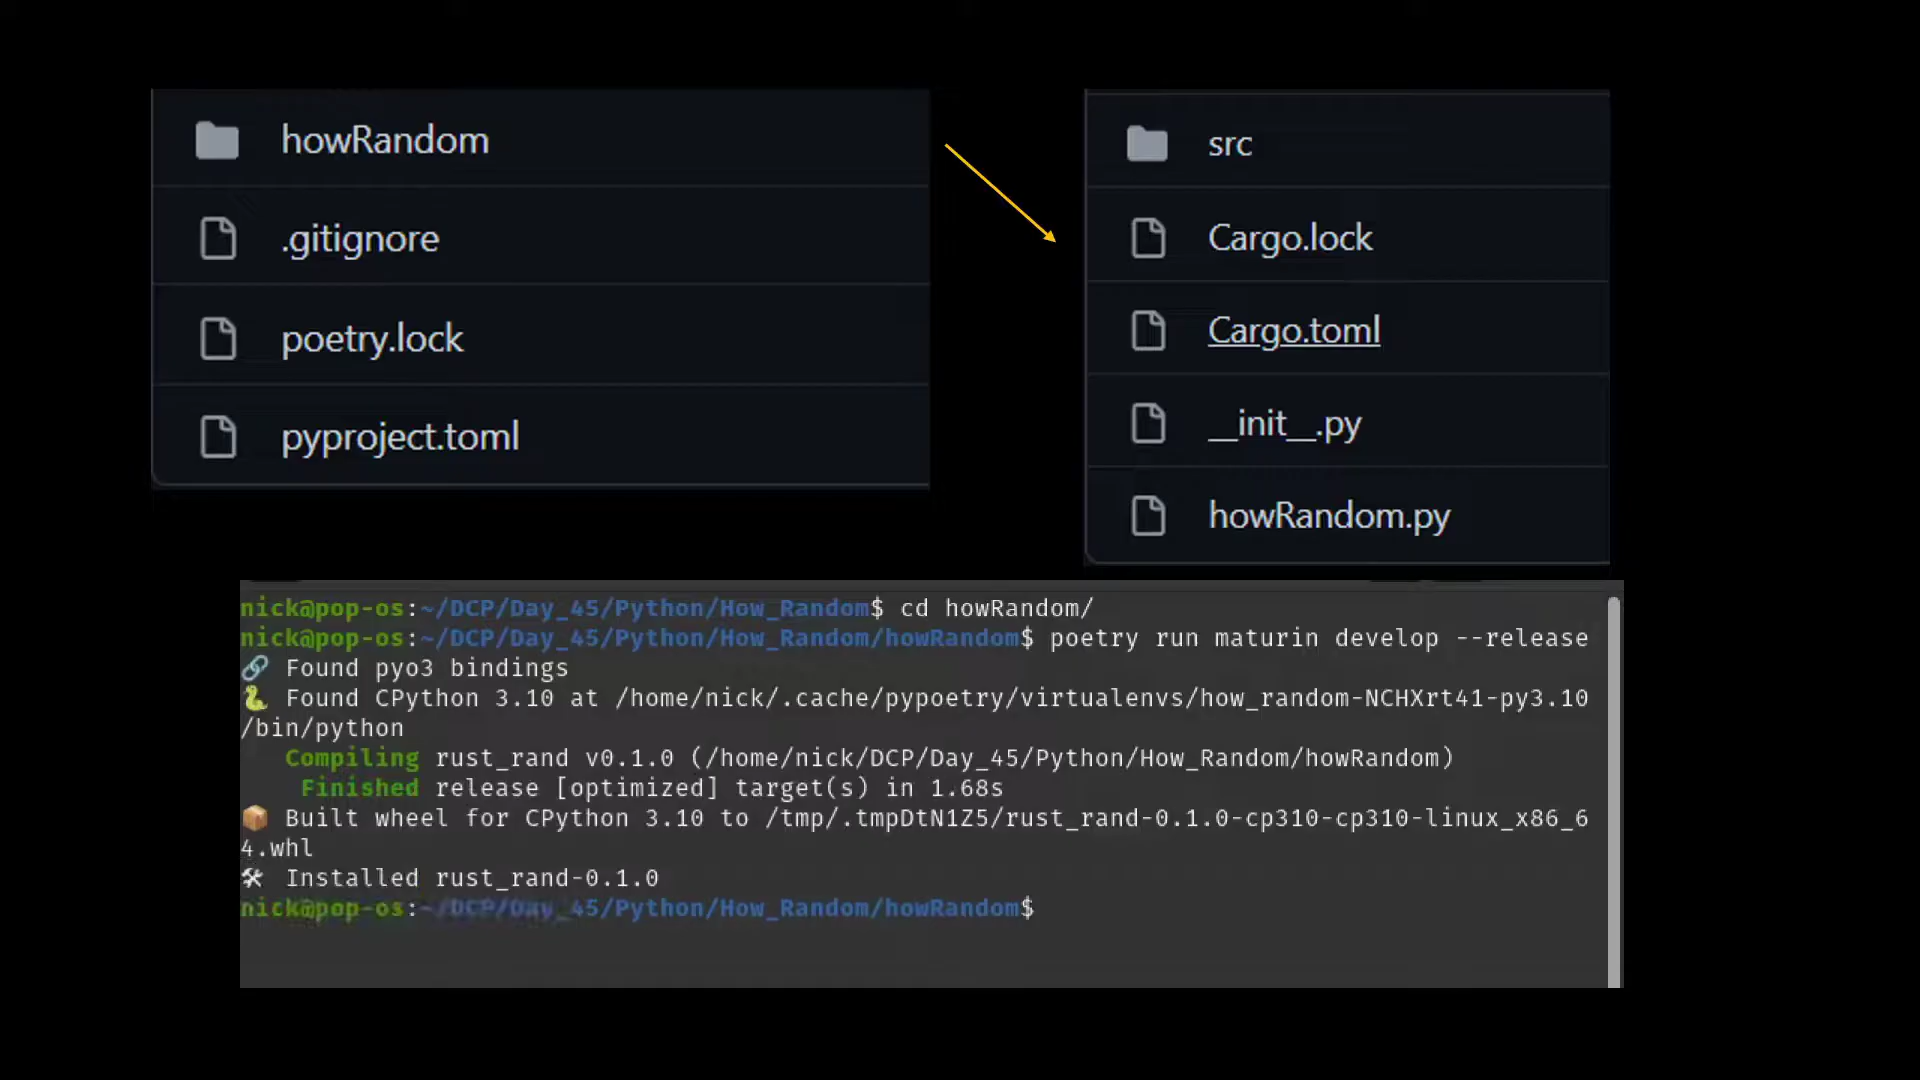 howRandom
.gitignore
poetry.lock
pyproject.toml
src
Cargo.lock
Cargo.toml
__init__.py
howRandom.py
nick@pop-os:~/DCP/Day_45/Python/How_Random$ cd howRandom/
nick@pop-os:~/DCP/Day_45/Python/How_Random/howRandom$ poetry run maturin develop --release
🔗 Found pyo3 bindings
🐍 Found CPython 3.10 at /home/nick/.cache/pypoetry/virtualenvs/how_random-NCHXrt41-py3.10
/bin/python
Compiling rust_rand v0.1.0 (/home/nick/DCP/Day_45/Python/How_Random/howRandom)
Finished release [optimized] target(s) in 1.68s
📦 Built wheel for CPython 3.10 to /tmp/.tmpDtN1Z5/rust_rand-0.1.0-cp310-cp310-linux_x86_6
4.whl
🛠 Installed rust_rand-0.1.0
nick@pop-os:~/DCP/Day_45/Python/How_Random/howRandom$